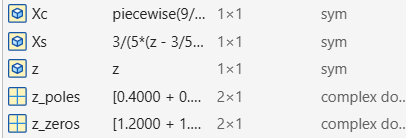 Xc piecewise(9/... 1×1 sym
Xs 3/(5*(z - 3/5... 1×1 sym
z z 1×1 sym
z_poles [0.4000 + 0.... 2×1 complex do...
z_zeros [1.2000 + 1.... 2×1 complex do...